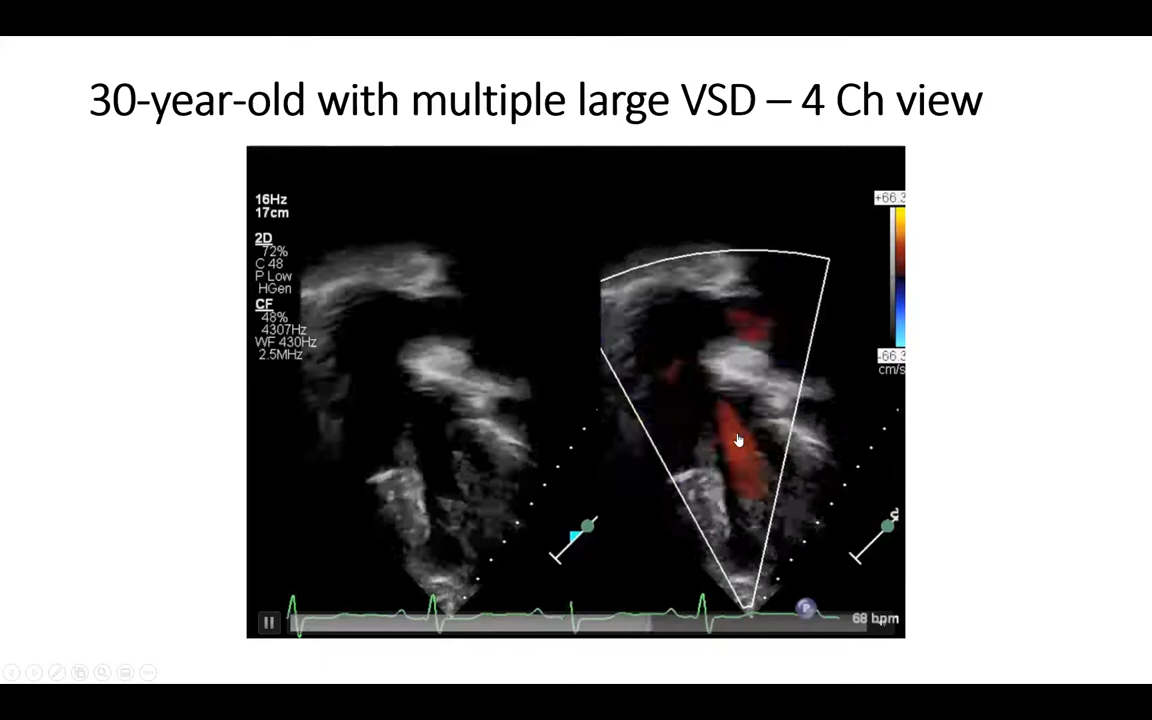 30-year-old with multiple large VSD – 4 Ch view
16Hz
17cm
2D
72%
C 48
P Low
HGen
CF
48%
4307Hz
WF 430Hz
2.5MHz
+66.3
-66.3
cm/s
P
68 bpm